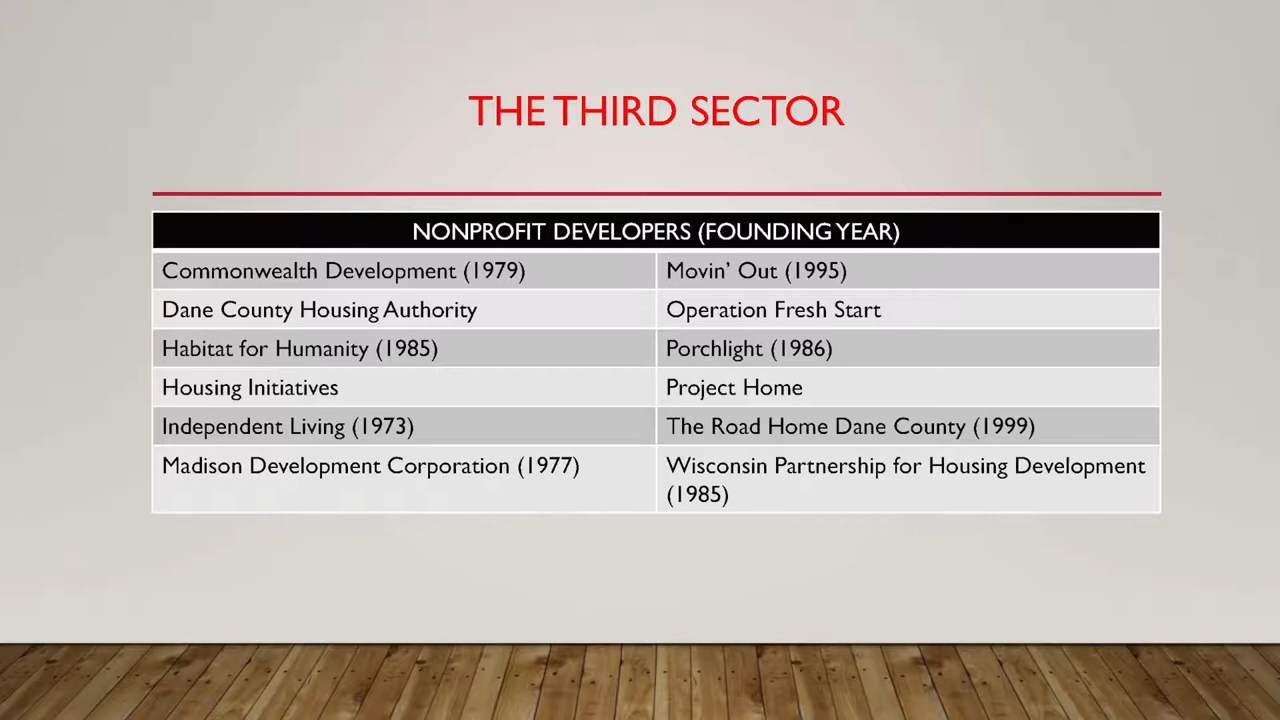 THE THIRD SECTOR
NONPROFIT DEVELOPERS (FOUNDING YEAR)
Commonwealth Development (1979)
Movin’ Out (1995)
Dane County Housing Authority
Operation Fresh Start
Habitat for Humanity (1985)
Porchlight (1986)
Housing Initiatives
Project Home
Independent Living (1973)
The Road Home Dane County (1999)
Madison Development Corporation (1977)
Wisconsin Partnership for Housing Development
(1985)